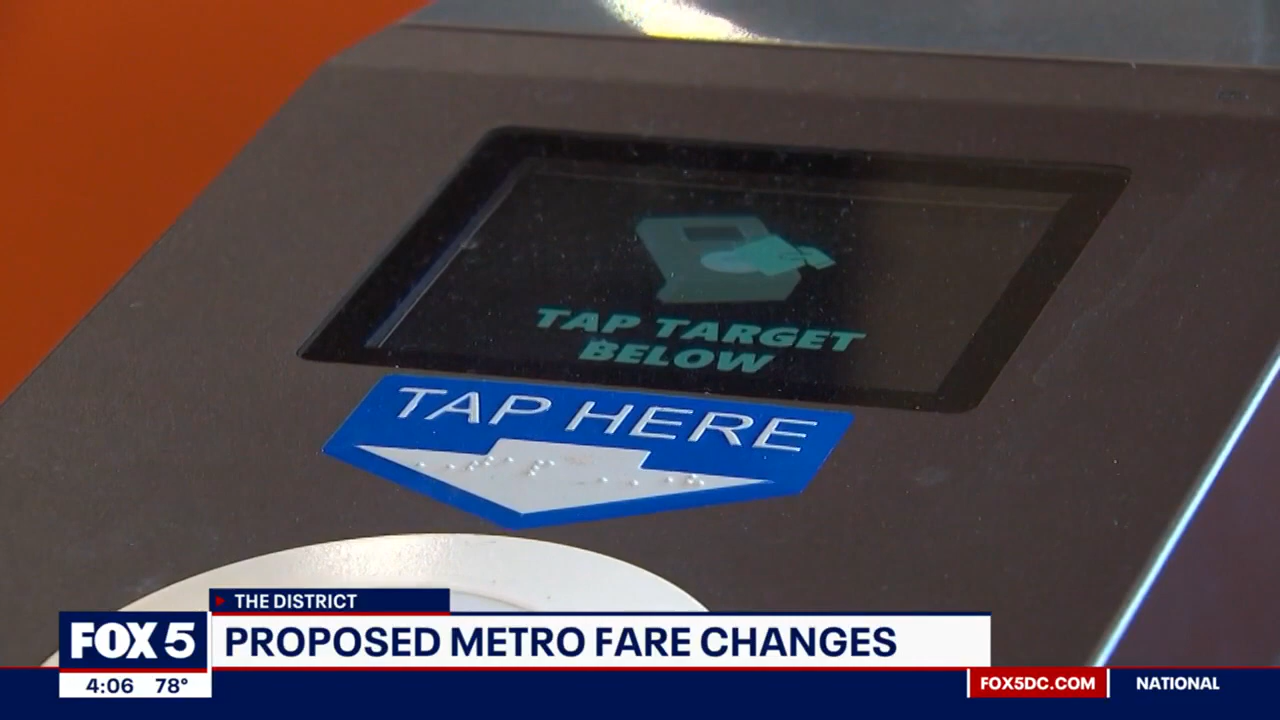 TAP TARGET
BELOW
TAP HERE
THE DISTRICT
FOX 5
PROPOSED METRO FARE CHANGES
4:06 78°
FOX5DC.COM
NATIONAL